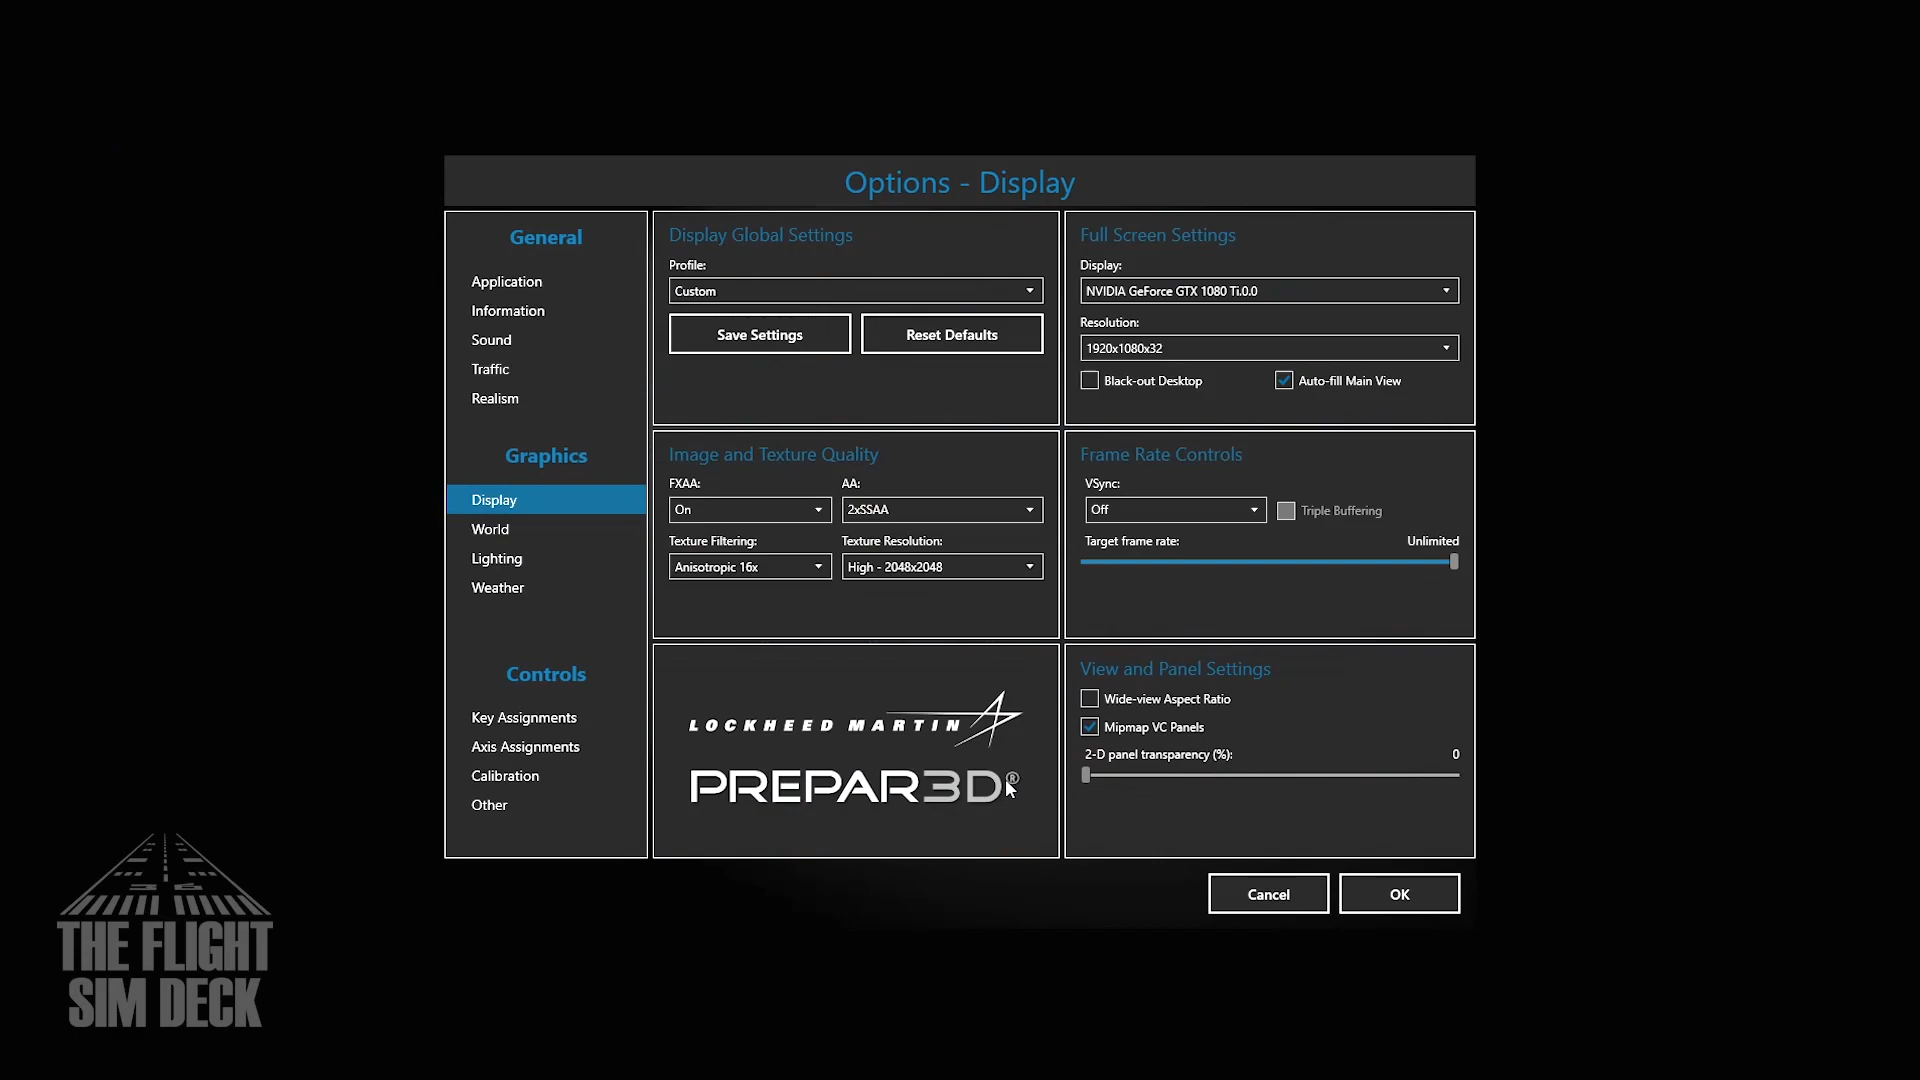 Options - Display
General
Application
Information
Sound
Traffic
Realism
Graphics
Display
World
Lighting
Weather
Controls
Key Assignments
Axis Assignments
Calibration
Other
Display Global Settings
Profile:
Custom
Save Settings
Reset Defaults
Full Screen Settings
Display:
NVIDIA GeForce GTX 1080 Ti.0.0
Resolution:
1920x1080x32
Black-out Desktop
Auto-fill Main View
Image and Texture Quality
FXAA:
AA:
On
2xSSAA
Texture Filtering:
Texture Resolution:
Anisotropic 16x
High - 2048x2048
Frame Rate Controls
VSync:
Off
Triple Buffering
Target frame rate:
Unlimited
LOCKHEED MARTIN
PREPAR3D®
View and Panel Settings
Wide-view Aspect Ratio
Mipmap VC Panels
2-D panel transparency (%):
0
Cancel
OK
36
THE FLIGHT
SIM DECK